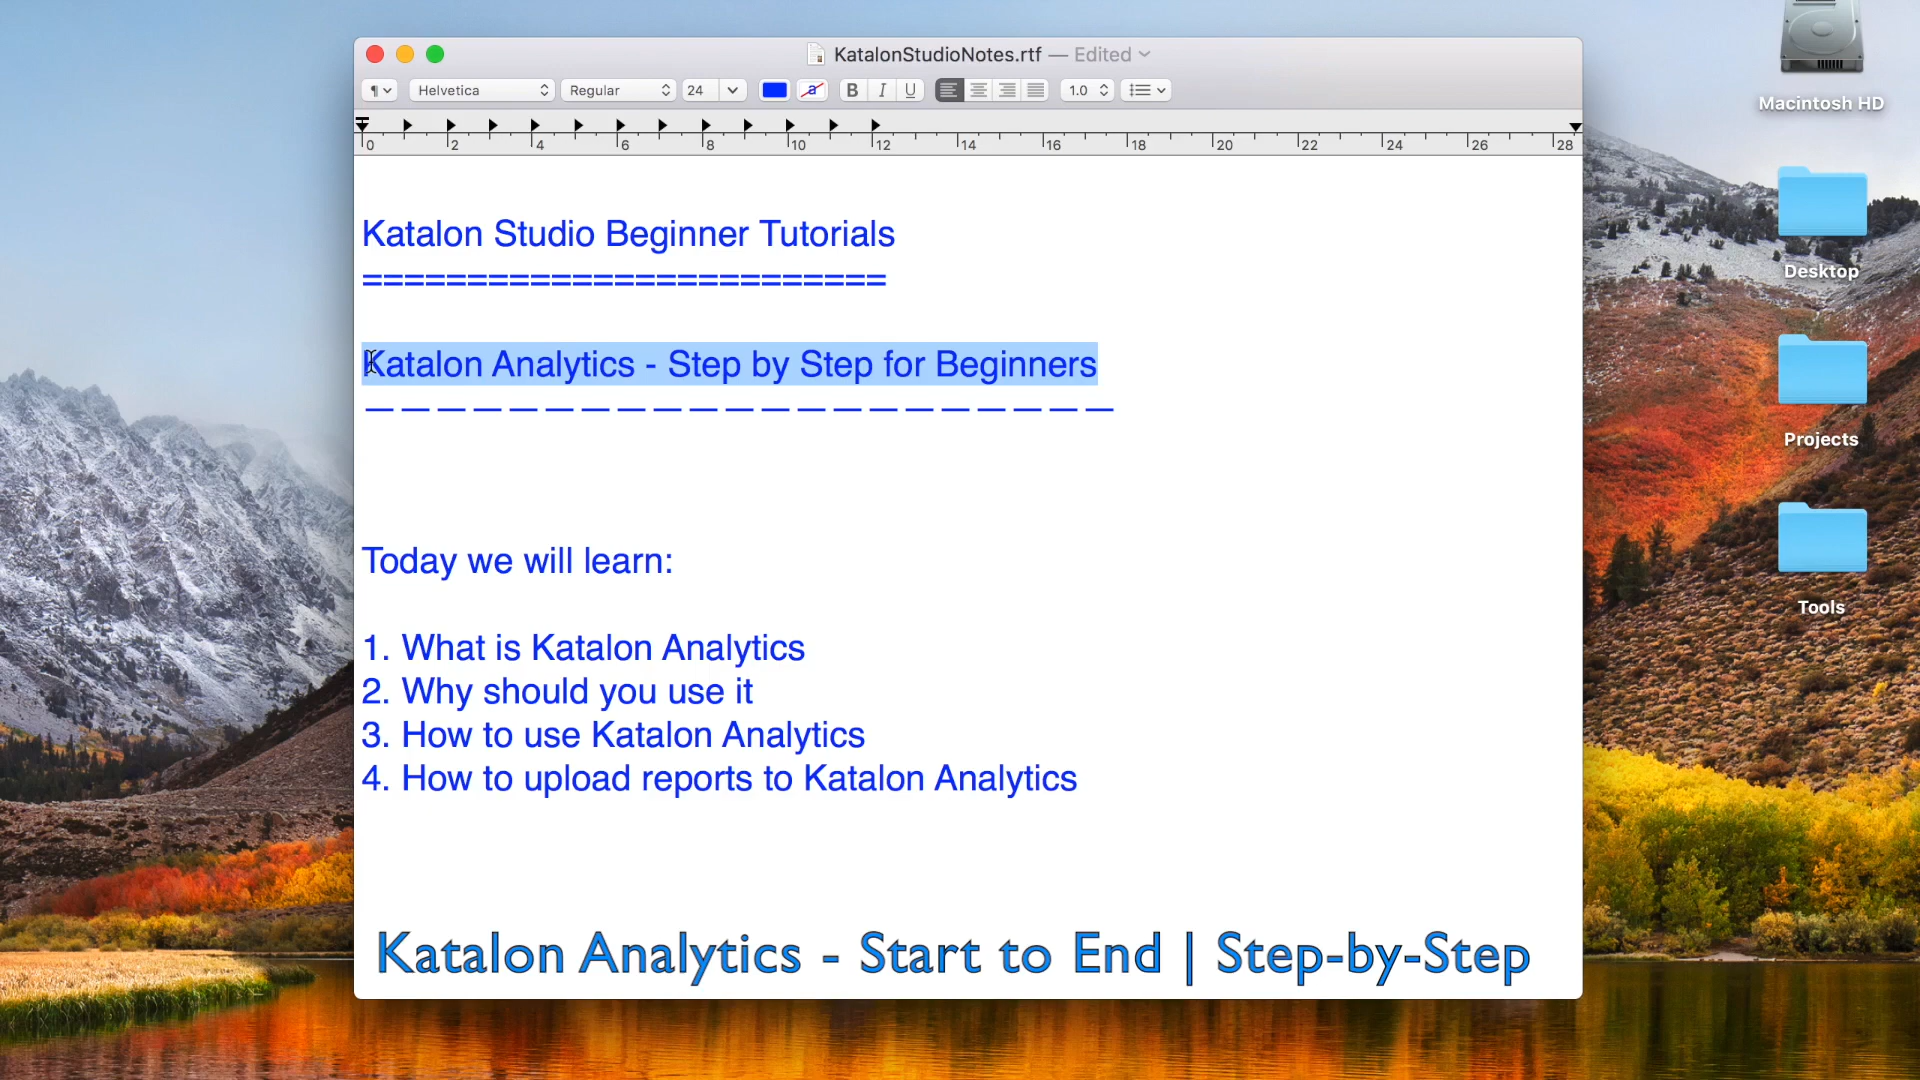 KatalonStudioNotes.rtf — Edited
¶ Helvetica Regular 24 a B I U 1.0
0 2 4 6 8 10 12 14 16 18 20 22 24 26 28
Katalon Studio Beginner Tutorials
=========================
Katalon Analytics - Step by Step for Beginners
— — — — — — — — — — — — — — — — — — — — —
Today we will learn:
1. What is Katalon Analytics
2. Why should you use it
3. How to use Katalon Analytics
4. How to upload reports to Katalon Analytics
Katalon Analytics - Start to End | Step-by-Step
Macintosh HD
Desktop
Projects
Tools